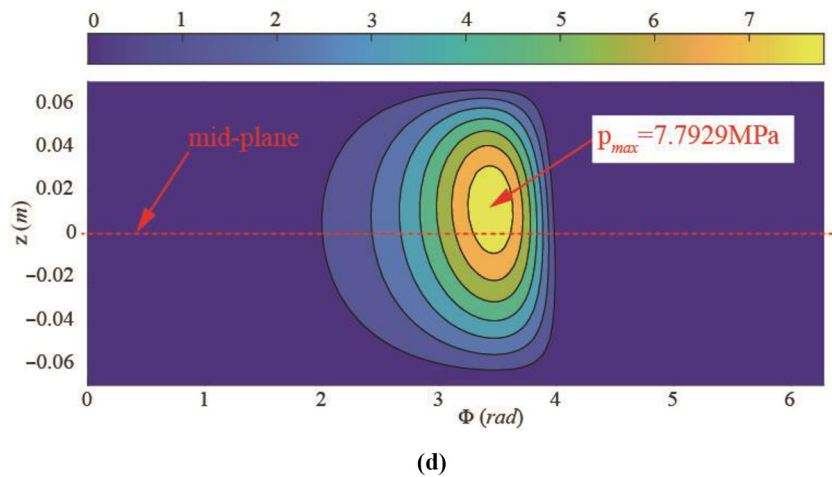 0 1 2 3 4 5 6 7
0.06
0.04
0.02
0
−0.02
−0.04
−0.06
z (m)
mid-plane
pmax=7.7929MPa
0 1 2 3 4 5 6
Φ (rad)
(d)